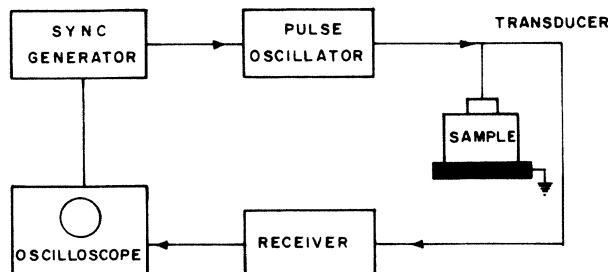 SYNC
GENERATOR
PULSE
OSCILLATOR
TRANSDUCER
SAMPLE
OSCILLOSCOPE
RECEIVER